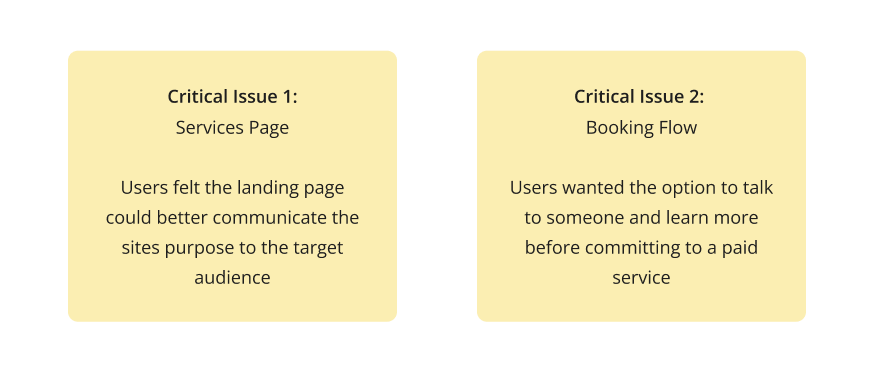 Critical Issue 1:
Services Page
Users felt the landing page
could better communicate the
sites purpose to the target
audience
Critical Issue 2:
Booking Flow
Users wanted the option to talk
to someone and learn more
before committing to a paid
service